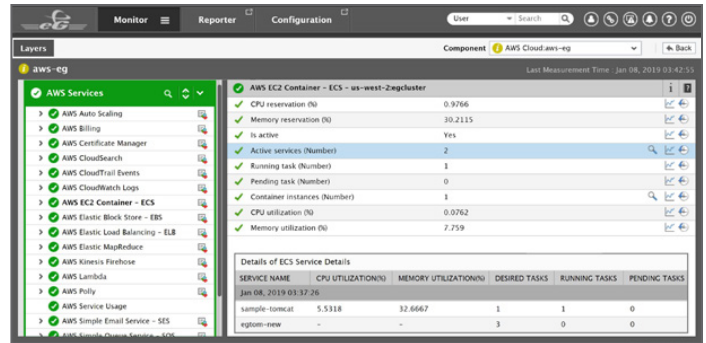 eG
Monitor
Reporter
Configuration
User
Search
Layers
Component
AWS Cloud:aws-eg
Back
aws-eg
Last Measurement Time : Jan 08, 2019 03:42:55
AWS Services
AWS Auto Scaling
AWS Billing
AWS Certificate Manager
AWS CloudSearch
AWS CloudTrail Events
AWS CloudWatch Logs
AWS EC2 Container - ECS
AWS Elastic Block Store - EBS
AWS Elastic Load Balancing - ELB
AWS Elastic MapReduce
AWS Kinesis Firehose
AWS Lambda
AWS Polly
AWS Service Usage
AWS Simple Email Service - SES
AWS Simple Queue Service - SQS
AWS EC2 Container - ECS - us-west-2:egcluster
CPU reservation (%) 0.9766
Memory reservation (%) 30.2115
Is active Yes
Active services (Number) 2
Running task (Number) 1
Pending task (Number) 0
Container instances (Number) 1
CPU utilization (%) 0.0762
Memory utilization (%) 7.759
Details of ECS Service Details
SERVICE NAME CPU UTILIZATION(%) MEMORY UTILIZATION(%) DESIRED TASKS RUNNING TASKS PENDING TASKS
Jan 08, 2019 03:37:26
sample-tomcat 5.5318 32.6667 1 1 0
egtom-new - - 3 0 0